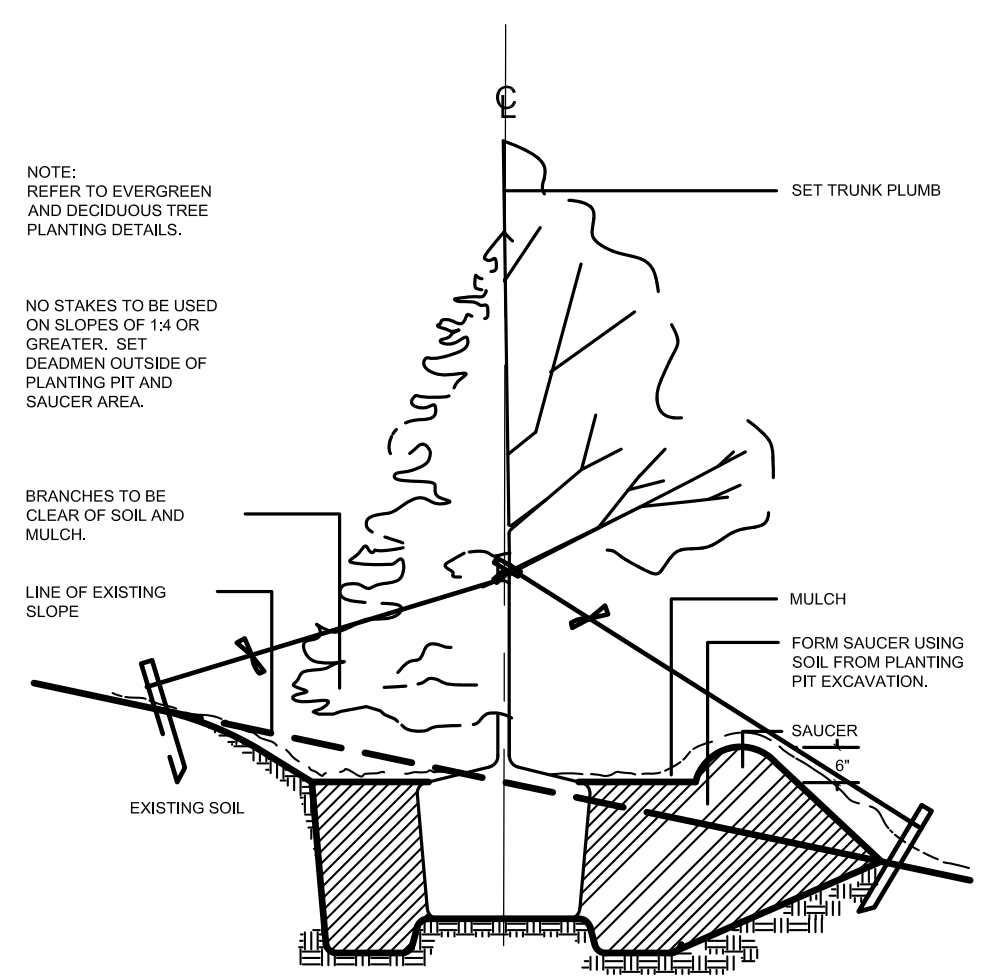 ℄
NOTE:
REFER TO EVERGREEN
AND DECIDUOUS TREE
PLANTING DETAILS.
SET TRUNK PLUMB
NO STAKES TO BE USED
ON SLOPES OF 1:4 OR
GREATER. SET
DEADMEN OUTSIDE OF
PLANTING PIT AND
SAUCER AREA.
BRANCHES TO BE
CLEAR OF SOIL AND
MULCH.
LINE OF EXISTING
SLOPE
MULCH
FORM SAUCER USING
SOIL FROM PLANTING
PIT EXCAVATION.
SAUCER
6"
EXISTING SOIL